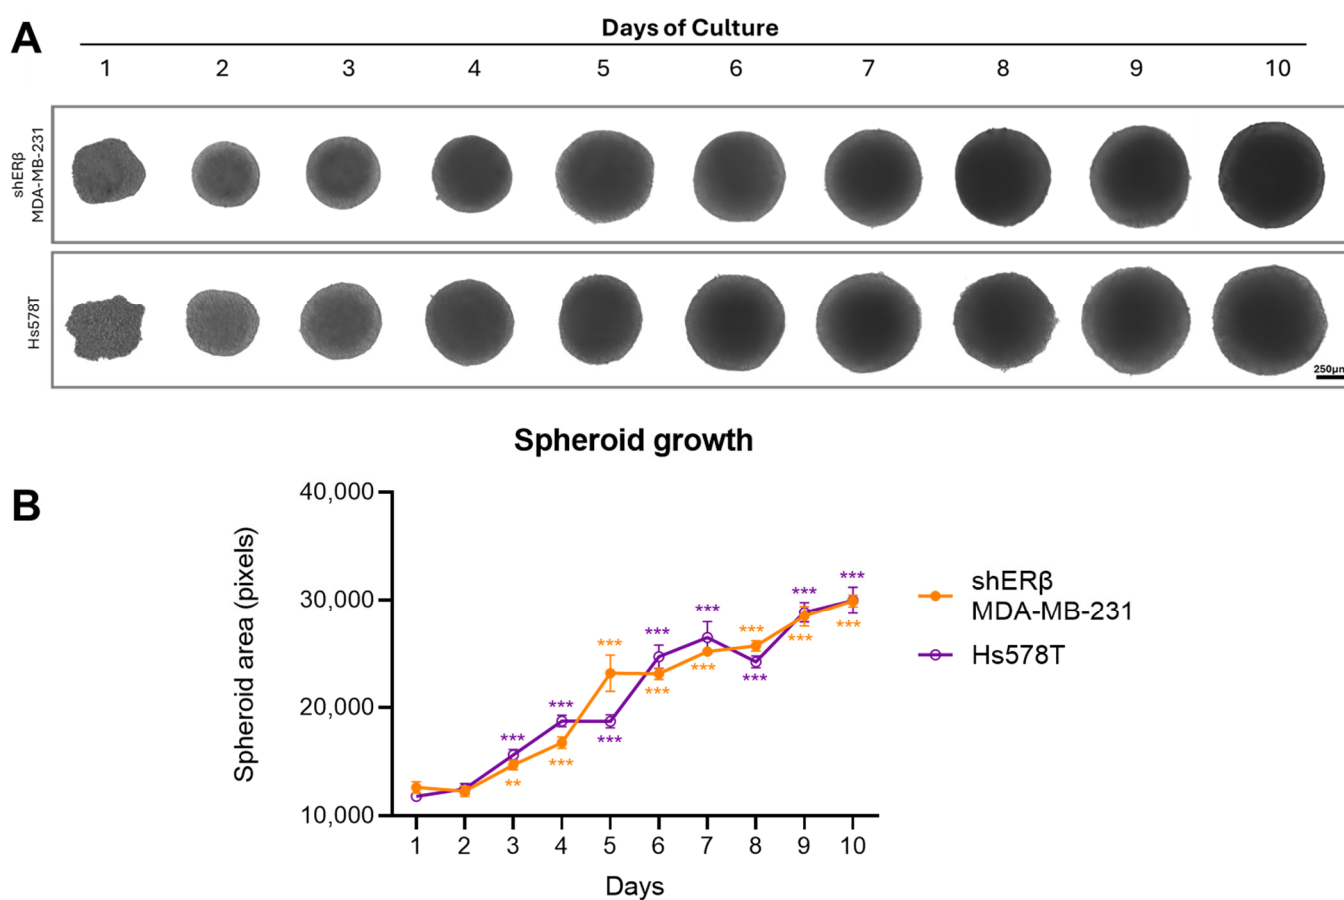 A
Days of Culture
1 2 3 4 5 6 7 8 9 10
shERβ
MDA-MB-231
Hs578T
250µm
Spheroid growth
B
Spheroid area (pixels)
40,000
30,000
20,000
10,000
*** *** *** *** *** *** *** ***
** *** *** *** *** *** *** ***
1 2 3 4 5 6 7 8 9 10
Days
shERβ
MDA-MB-231
Hs578T